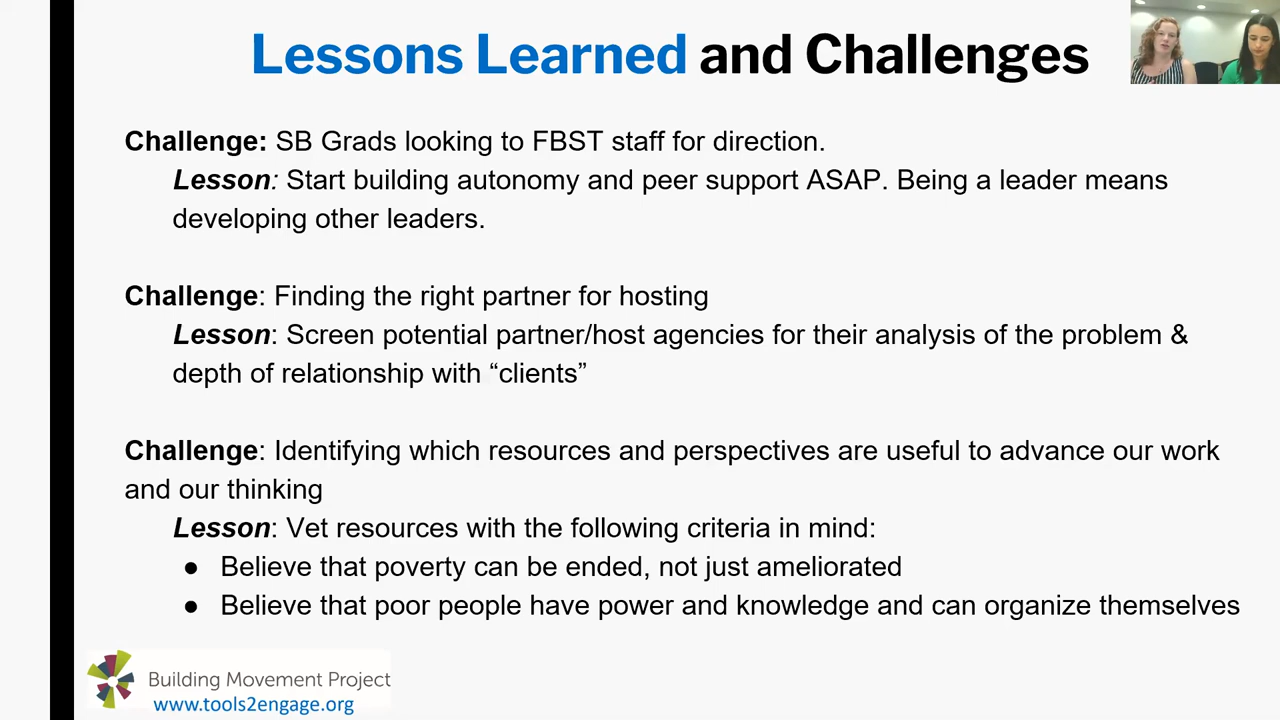 Lessons Learned and Challenges
Challenge: SB Grads looking to FBST staff for direction.
Lesson: Start building autonomy and peer support ASAP. Being a leader means
developing other leaders.
Challenge: Finding the right partner for hosting
Lesson: Screen potential partner/host agencies for their analysis of the problem &
depth of relationship with “clients”
Challenge: Identifying which resources and perspectives are useful to advance our work
and our thinking
Lesson: Vet resources with the following criteria in mind:
● Believe that poverty can be ended, not just ameliorated
● Believe that poor people have power and knowledge and can organize themselves
Building Movement Project
www.tools2engage.org